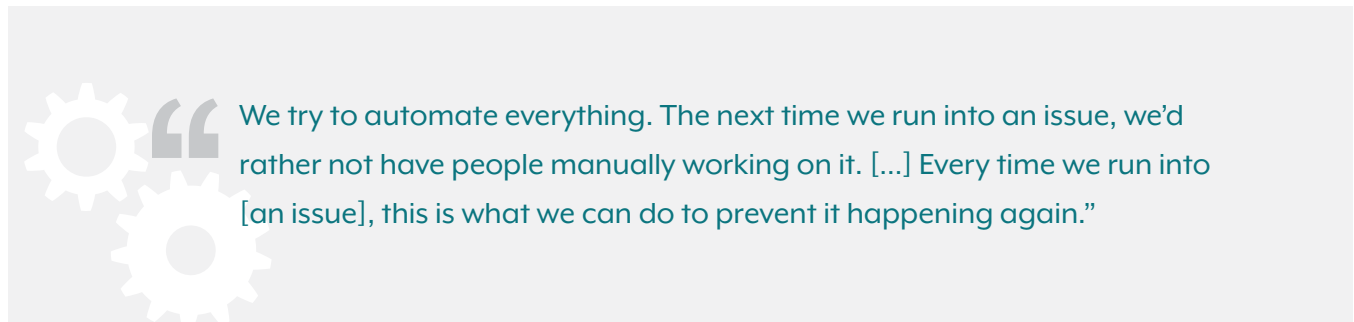 “We try to automate everything. The next time we run into an issue, we’d
rather not have people manually working on it. [...] Every time we run into
[an issue], this is what we can do to prevent it happening again.”